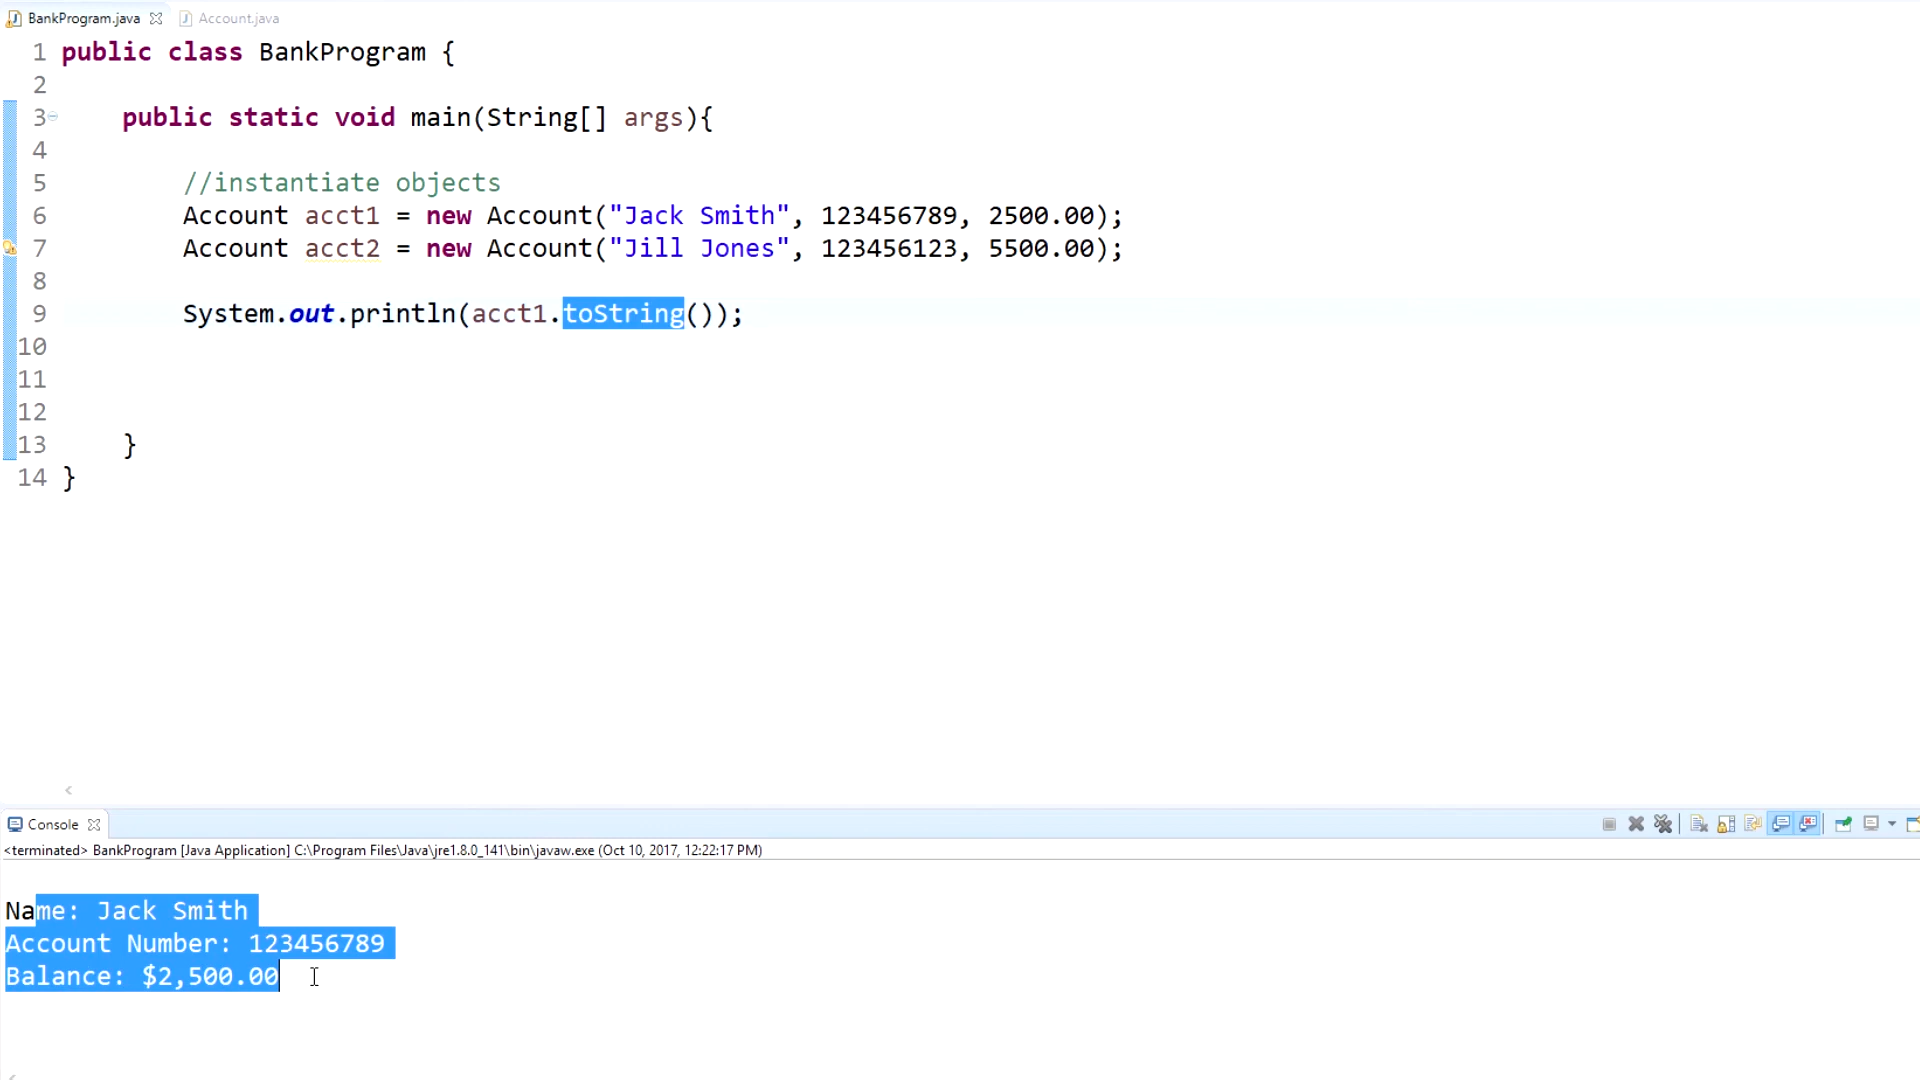 BankProgram.java Account.java
1 public class BankProgram {
2
3 public static void main(String[] args){
4
5 //instantiate objects
6 Account acct1 = new Account("Jack Smith", 123456789, 2500.00);
7 Account acct2 = new Account("Jill Jones", 123456123, 5500.00);
8
9 System.out.println(acct1.toString());
10
11
12
13 }
14 }
Console
<terminated> BankProgram [Java Application] C:\Program Files\Java\jre1.8.0_141\bin\javaw.exe (Oct 10, 2017, 12:22:17 PM)
Name: Jack Smith
Account Number: 123456789
Balance: $2,500.00